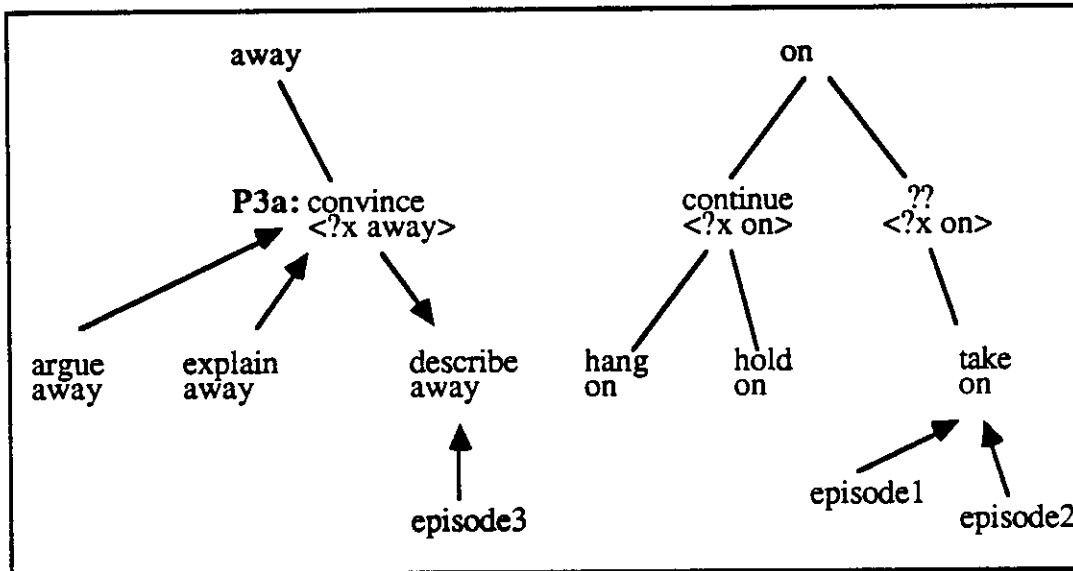 away
on
P3a: convince
<?x away>
continue
<?x on>
??
<?x on>
argue
away
explain
away
describe
away
hang
on
hold
on
take
on
episode3
episode1
episode2